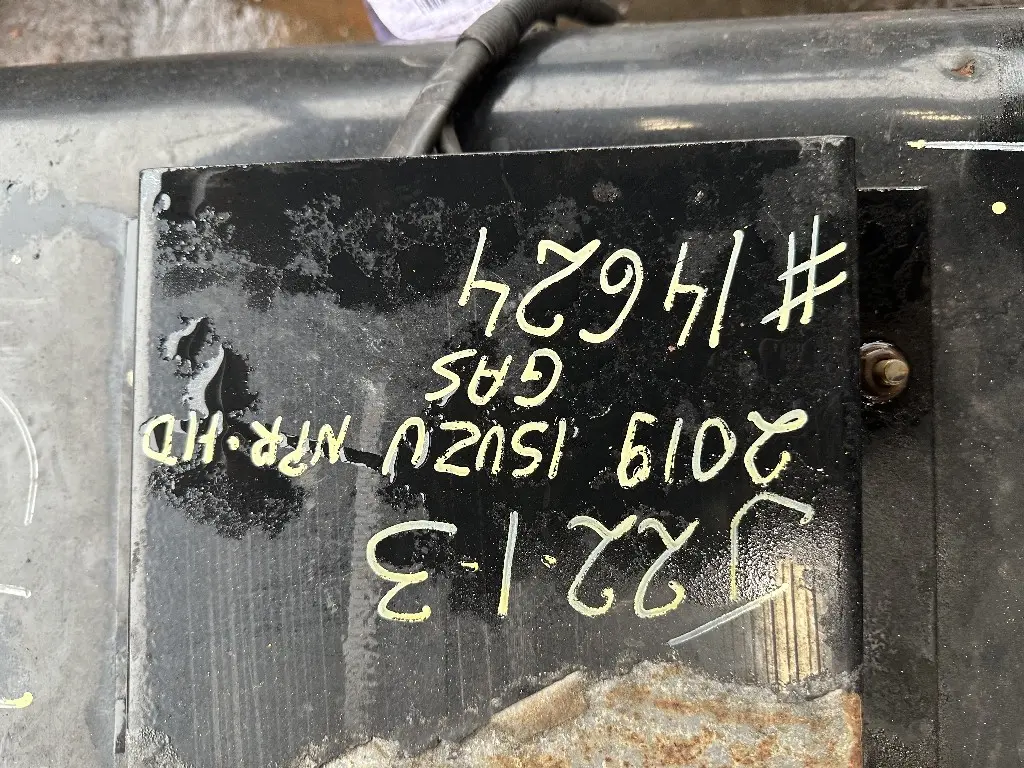 J22-1-3
2019 ISUZU NPR-HD
GAS
#14624